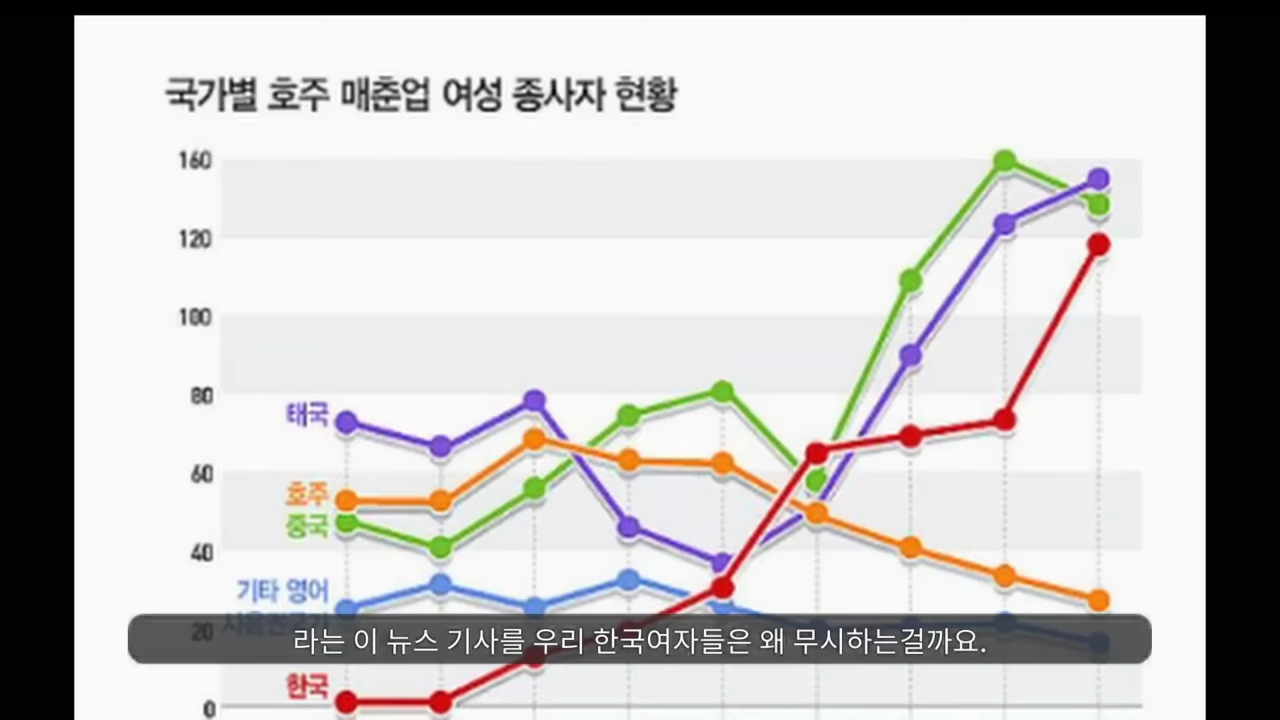 국가별 호주 매춘업 여성 종사자 현황
160
120
100
80
태국
60
호주
중국
40
기타 영어
20
라는 이 뉴스 기사를 우리 한국여자들은 왜 무시하는걸까요.
한국
0